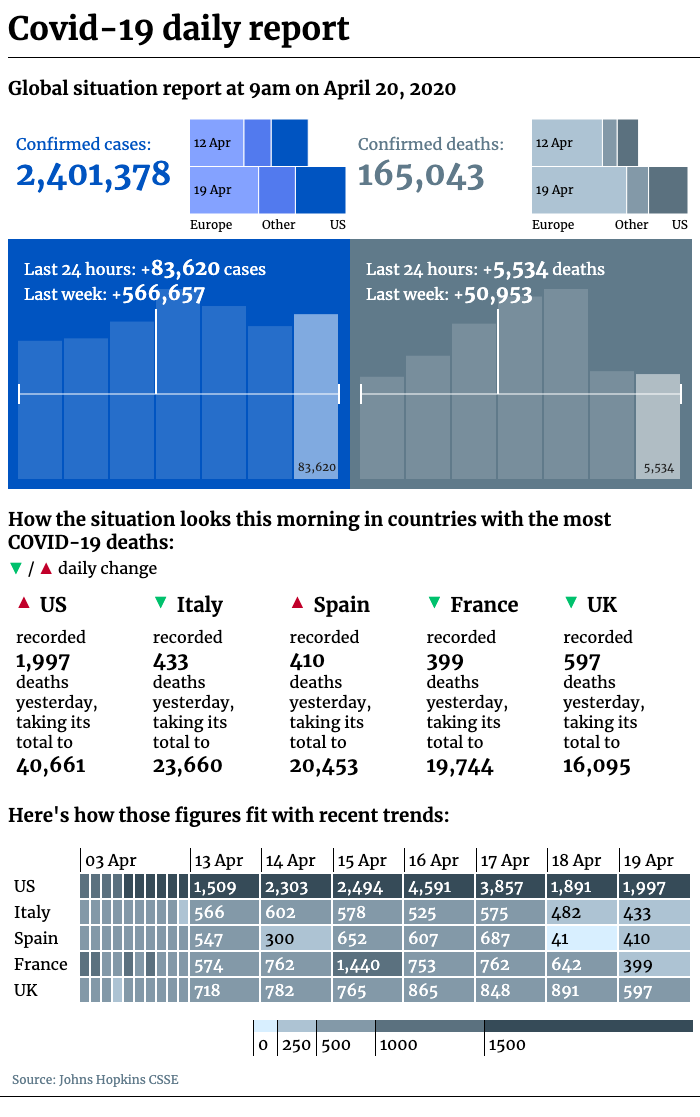 Covid-19 daily report
Global situation report at 9am on April 20, 2020
Confirmed cases:
2,401,378
12 Apr
19 Apr
Europe Other US
Confirmed deaths:
165,043
12 Apr
19 Apr
Europe Other US
Last 24 hours: +83,620 cases
Last week: +566,657
83,620
Last 24 hours: +5,534 deaths
Last week: +50,953
5,534
How the situation looks this morning in countries with the most
COVID-19 deaths:
▼ / ▲ daily change
▲ US
recorded
1,997
deaths
yesterday,
taking its
total to
40,661
▼ Italy
recorded
433
deaths
yesterday,
taking its
total to
23,660
▲ Spain
recorded
410
deaths
yesterday,
taking its
total to
20,453
▼ France
recorded
399
deaths
yesterday,
taking its
total to
19,744
▼ UK
recorded
597
deaths
yesterday,
taking its
total to
16,095
Here's how those figures fit with recent trends:
03 Apr 13 Apr 14 Apr 15 Apr 16 Apr 17 Apr 18 Apr 19 Apr
US 1,509 2,303 2,494 4,591 3,857 1,891 1,997
Italy 566 602 578 525 575 482 433
Spain 547 300 652 607 687 41 410
France 574 762 1,440 753 762 642 399
UK 718 782 765 865 848 891 597
0 250 500 1000 1500
Source: Johns Hopkins CSSE